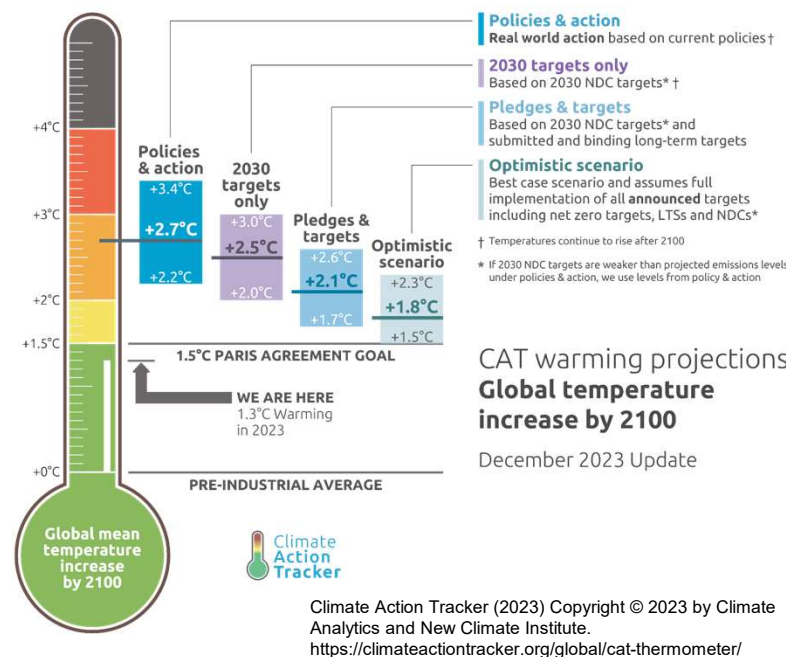 Policies & action
Real world action based on current policies †
2030 targets only
Based on 2030 NDC targets* †
Pledges & targets
Based on 2030 NDC targets* and
submitted and binding long-term targets
Optimistic scenario
Best case scenario and assumes full
implementation of all announced targets
including net zero targets, LTSs and NDCs*
† Temperatures continue to rise after 2100
* If 2030 NDC targets are weaker than projected emissions levels
under policies & action, we use levels from policy & action
+4°C
+3°C
+2°C
+1.5°C
+0°C
Policies
& action
+3.4°C
+2.7°C
+2.2°C
2030
targets
only
+3.0°C
+2.5°C
+2.0°C
Pledges &
targets
+2.6°C
+2.1°C
+1.7°C
Optimistic
scenario
+2.3°C
+1.8°C
+1.5°C
1.5°C PARIS AGREEMENT GOAL
WE ARE HERE
1.3°C Warming
in 2023
PRE-INDUSTRIAL AVERAGE
CAT warming projections
Global temperature
increase by 2100
December 2023 Update
Global mean
temperature
increase
by 2100
Climate
Action
Tracker
Climate Action Tracker (2023) Copyright © 2023 by Climate
Analytics and New Climate Institute.
https://climateactiontracker.org/global/cat-thermometer/